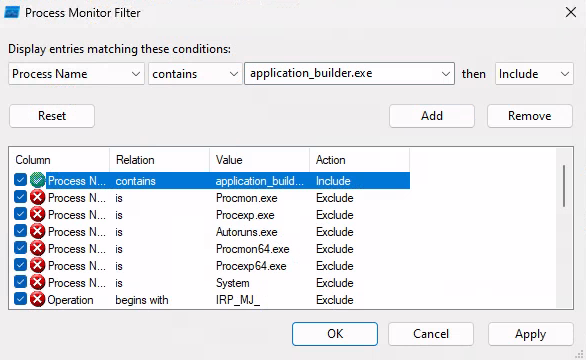 Process Monitor Filter
Display entries matching these conditions:
Process Name contains application_builder.exe then Include
Reset Add Remove
Column Relation Value Action
Process N... contains application_build... Include
Process N... is Procmon.exe Exclude
Process N... is Procexp.exe Exclude
Process N... is Autoruns.exe Exclude
Process N... is Procmon64.exe Exclude
Process N... is Procexp64.exe Exclude
Process N... is System Exclude
Operation begins with IRP_MJ_ Exclude
OK Cancel Apply